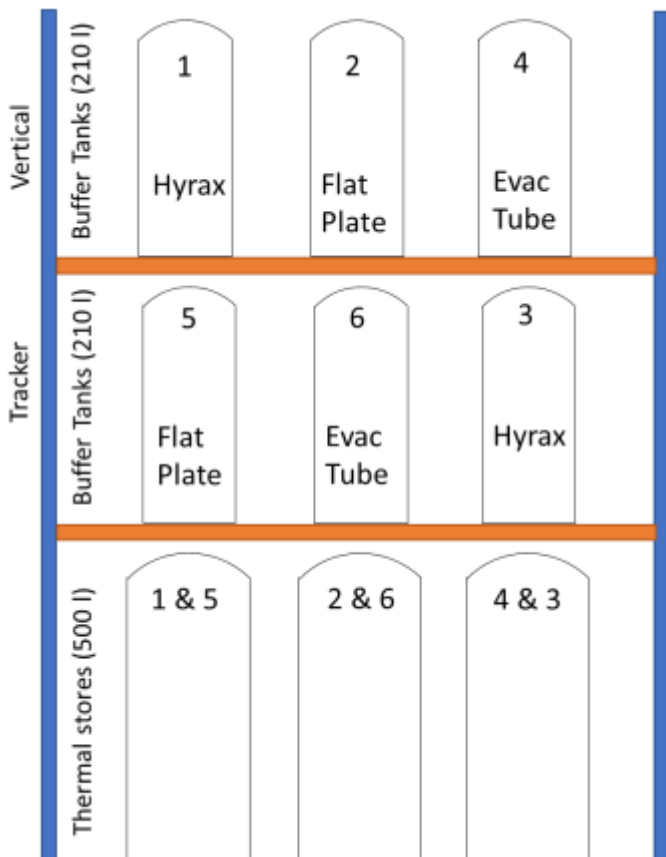 Vertical
Buffer Tanks (210 l)
1
Hyrax
2
Flat
Plate
4
Evac
Tube
Tracker
Buffer Tanks (210 l)
5
Flat
Plate
6
Evac
Tube
3
Hyrax
Thermal stores (500 l)
1 & 5
2 & 6
4 & 3